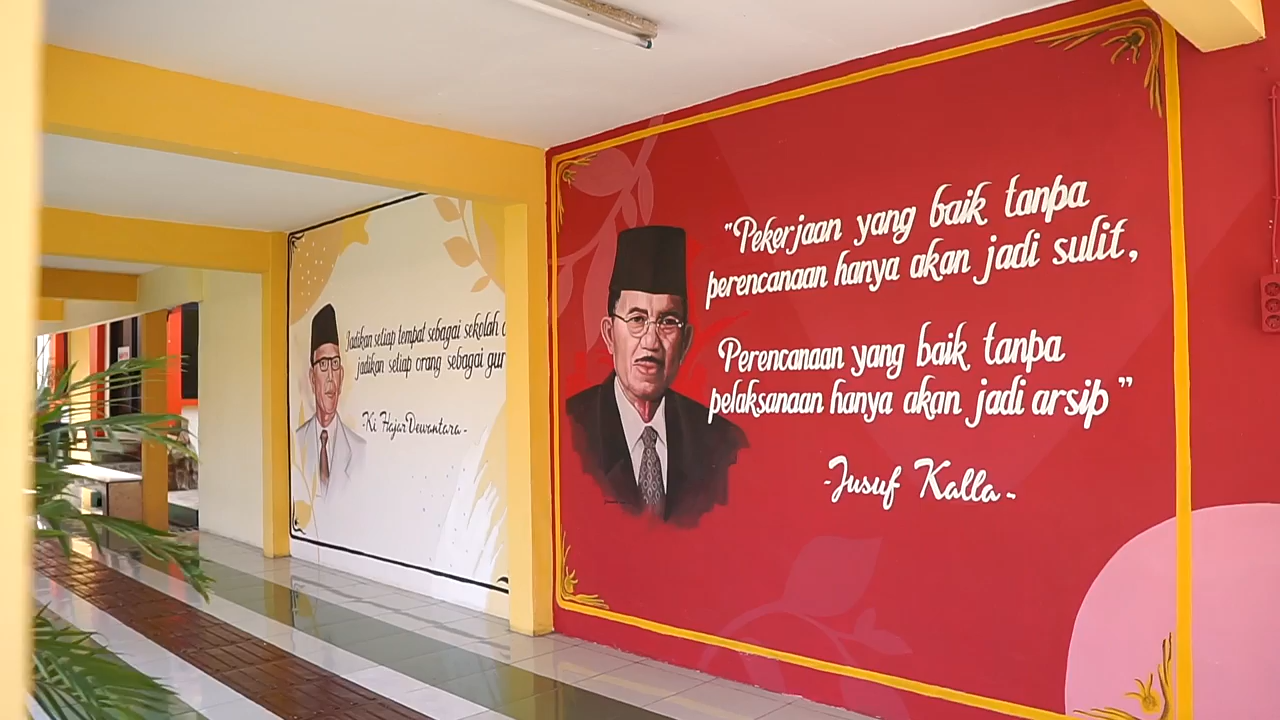 Jadikan setiap tempat sebagai sekolah
jadikan setiap orang sebagai
-Ki Hajar Dewantara-
"Pekerjaan yang baik tanpa
perencanaan hanya akan jadi sulit,
Perencanaan yang baik tanpa
pelaksanaan hanya akan jadi arsip"
-Jusuf Kalla-